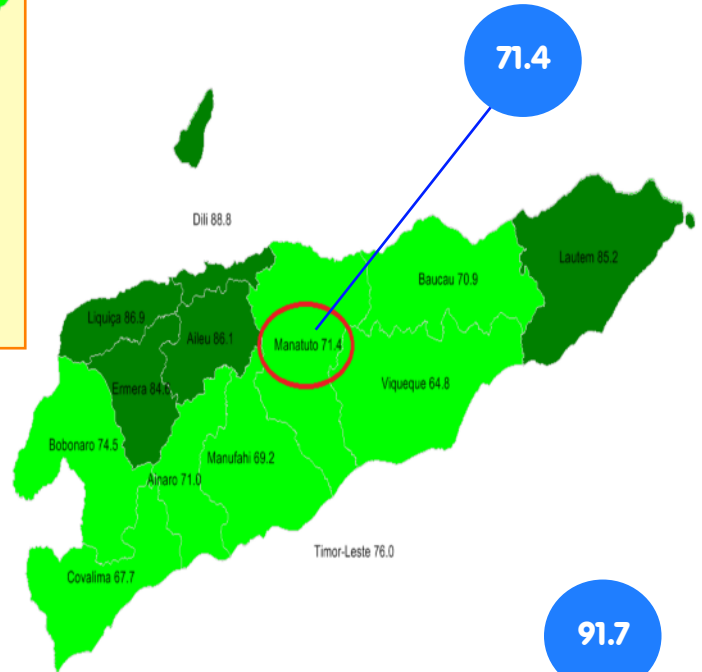 71.4
Dili 88.8
Lautem 85.2
Baucau 70.9
Liquiça 86.9
Aileu 86.1
Manatuto 71.4
Ermera 84.6
Viqueque 64.8
Bobonaro 74.5
Manufahi 69.2
Ainaro 71.0
Timor-Leste 76.0
Covalima 67.7
91.7